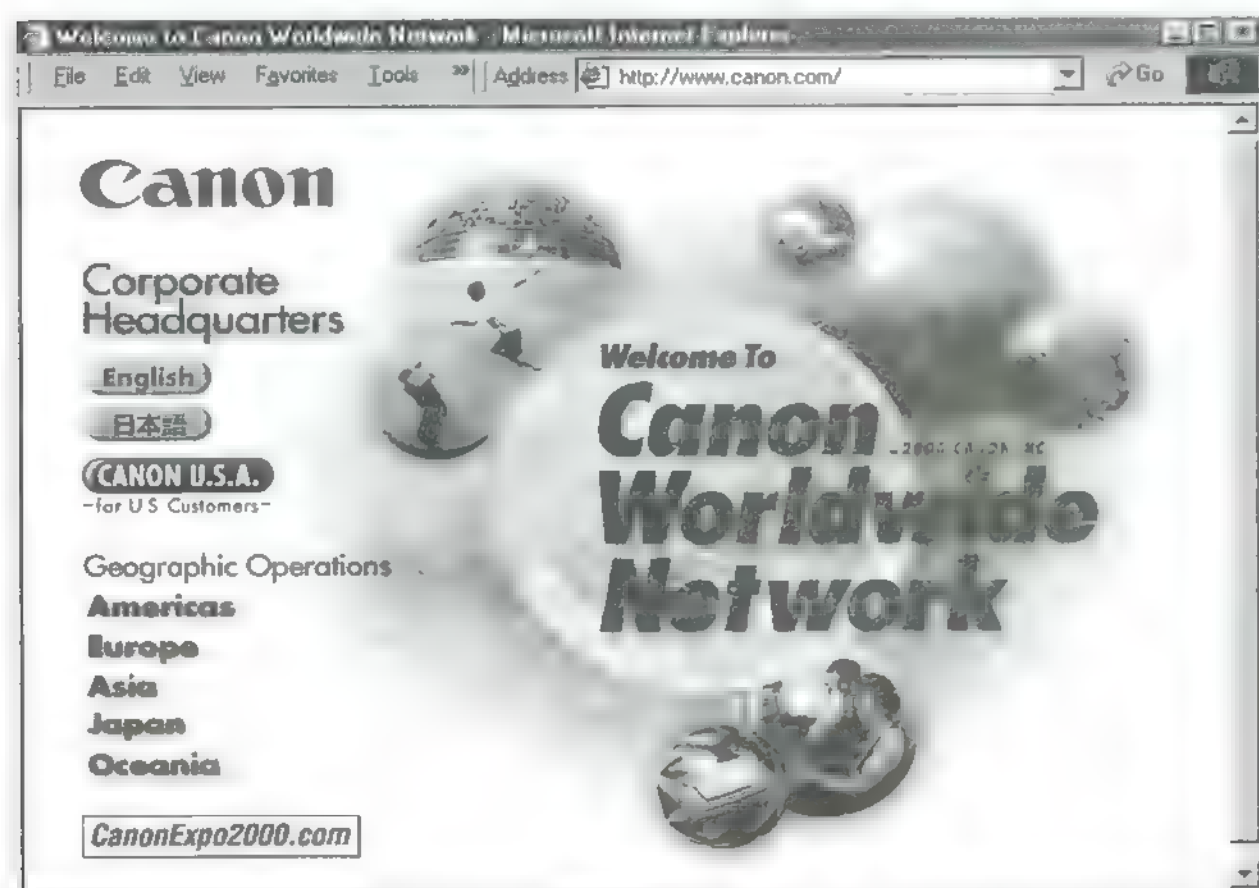 Welcome to Canon Worldwide Network - Microsoft Internet Explorer
File Edit View Favorites Tools » Address http://www.canon.com/ Go
Canon
Corporate
Headquarters
English
日本語
CANON U.S.A.
-for US Customers-
Geographic Operations
Americas
Europe
Asia
Japan
Oceania
CanonExpo2000.com
Welcome To
Canon
Worldwide
Network